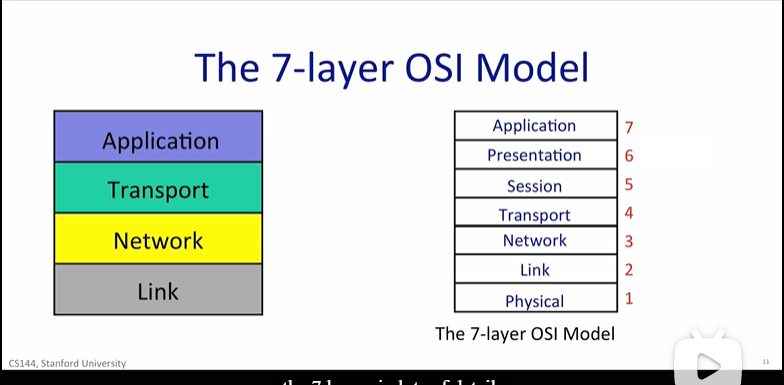 The 7-layer OSI Model
Application
Transport
Network
Link
Application 7
Presentation 6
Session 5
Transport 4
Network 3
Link 2
Physical 1
The 7-layer OSI Model
CS144, Stanford University
11